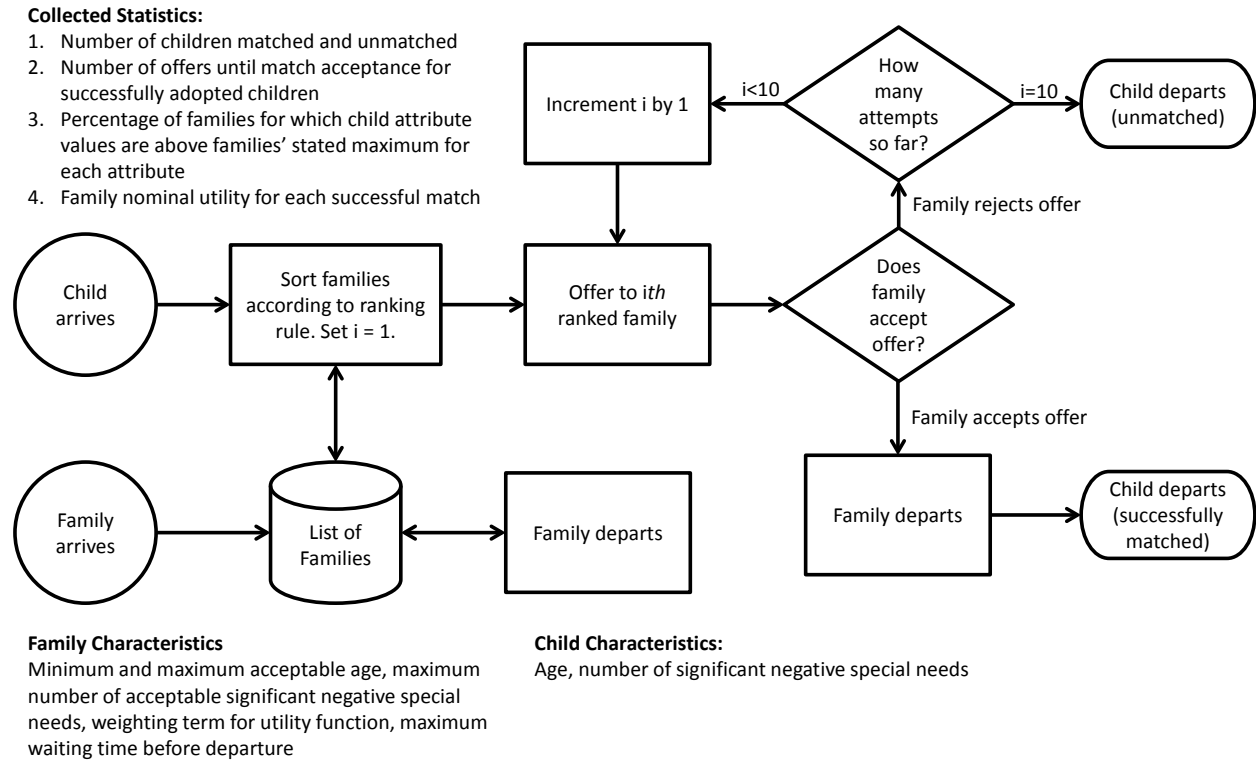 Collected Statistics:
1. Number of children matched and unmatched
2. Number of offers until match acceptance for
successfully adopted children
3. Percentage of families for which child attribute
values are above families' stated maximum for
each attribute
4. Family nominal utility for each successful match
Increment i by 1
i<10
How
many
attempts
so far?
i=10
Child departs
(unmatched)
Family rejects offer
Child
arrives
Sort families
according to ranking
rule. Set i = 1.
Offer to ith
ranked family
Does
family
accept
offer?
Family accepts offer
Family
arrives
List of
Families
Family departs
Family departs
Child departs
(successfully
matched)
Family Characteristics
Minimum and maximum acceptable age, maximum
number of acceptable significant negative special
needs, weighting term for utility function, maximum
waiting time before departure
Child Characteristics:
Age, number of significant negative special needs